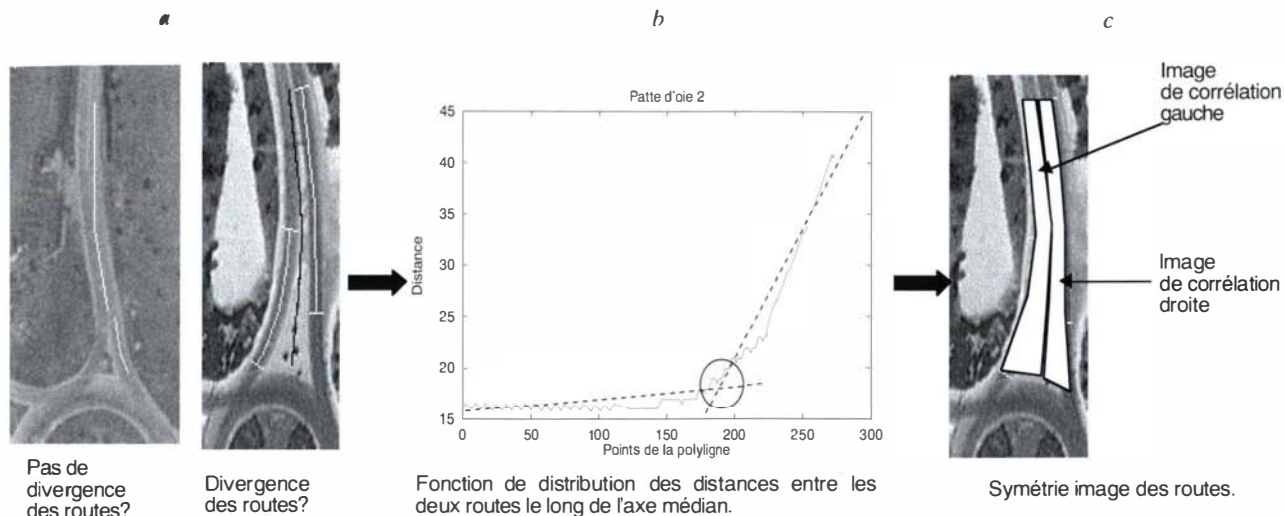 a
b
c
Pas de
divergence
des routes?
Divergence
des routes?
Patte d'oie 2
45
40
35
30
25
20
15
Distance
0
50
100
150
200
250
300
Points de la polyligne
Fonction de distribution des distances entre les
deux routes le long de l'axe médian.
Image
de corrélation
gauche
Image
de corrélation
droite
Symétrie image des routes.